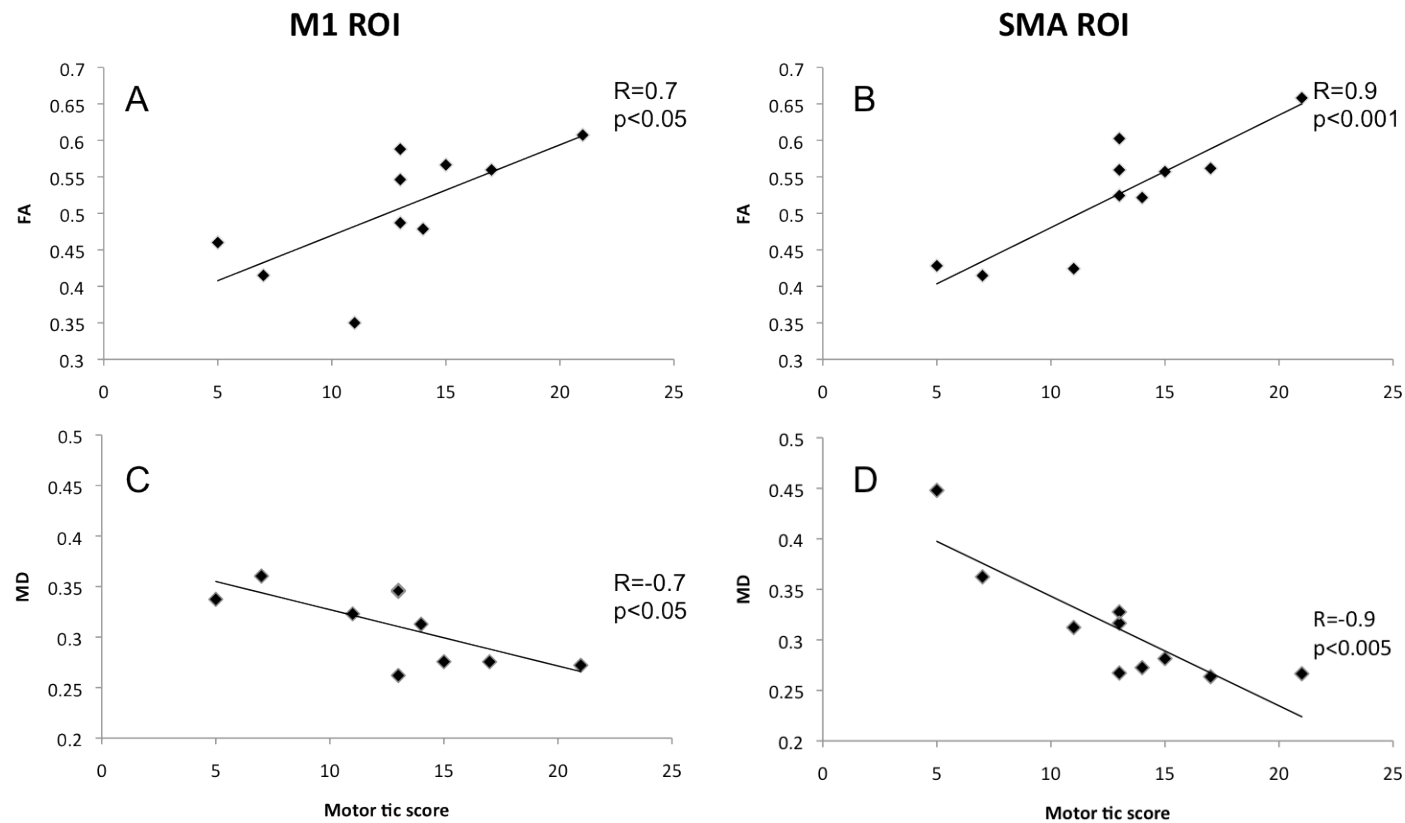 M1 ROI
SMA ROI
A
R=0.7
p<0.05
0.7
0.65
0.6
0.55
0.5
0.45
0.4
0.35
0.3
FA
0 5 10 15 20 25
B
R=0.9
p<0.001
0.7
0.65
0.6
0.55
0.5
0.45
0.4
0.35
0.3
FA
0 5 10 15 20 25
C
R=-0.7
p<0.05
0.5
0.45
0.4
0.35
0.3
0.25
0.2
MD
0 5 10 15 20 25
Motor tic score
D
R=-0.9
p<0.005
0.5
0.45
0.4
0.35
0.3
0.25
0.2
MD
0 5 10 15 20 25
Motor tic score